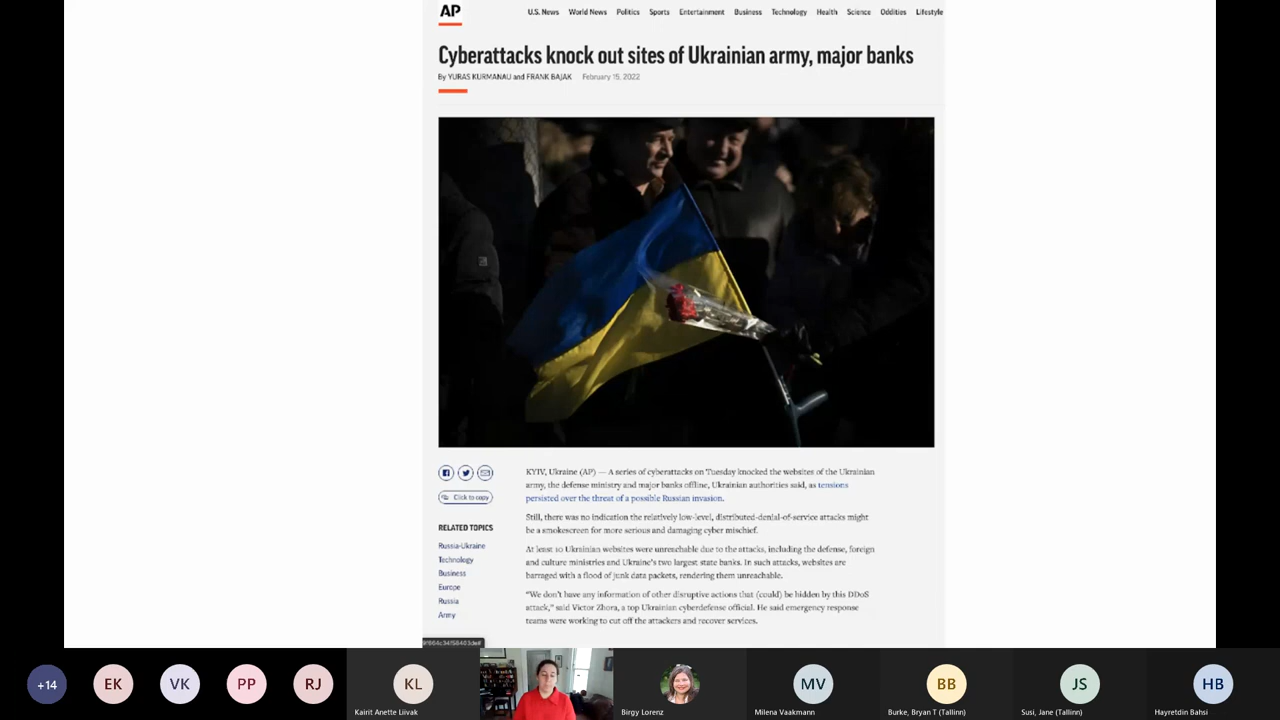 AP
U.S. News World News Politics Sports Entertainment Business Technology Health Science Oddities Lifestyle
Cyberattacks knock out sites of Ukrainian army, major banks
By YURAS KURMANAU and FRANK BAJAK February 15, 2022
KYIV, Ukraine (AP) — A series of cyberattacks on Tuesday knocked the websites of the Ukrainian
army, the defense ministry and major banks offline, Ukrainian authorities said, as tensions
persisted over the threat of a possible Russian invasion.
Still, there was no indication the relatively low-level, distributed-denial-of-service attacks might
be a smokescreen for more serious and damaging cyber mischief.
At least 10 Ukrainian websites were unreachable due to the attacks, including the defense, foreign
and culture ministries and Ukraine's two largest state banks. In such attacks, websites are
barraged with a flood of junk data packets, rendering them unreachable.
"We don't have any information of other disruptive actions that (could) be hidden by this DDoS
attack," said Victor Zhora, a top Ukrainian cyberdefense official. He said emergency response
teams were working to cut off the attackers and recover services.
Click to copy
RELATED TOPICS
Russia-Ukraine
Technology
Business
Europe
Russia
Army
+14 EK VK PP RJ KL MV BB JS HB
Kairit Anette Liivak Birgy Lorenz Milena Vaakmann Burke, Bryan T (Tallinn) Susi, Jane (Tallinn) Hayretdin Bahsi